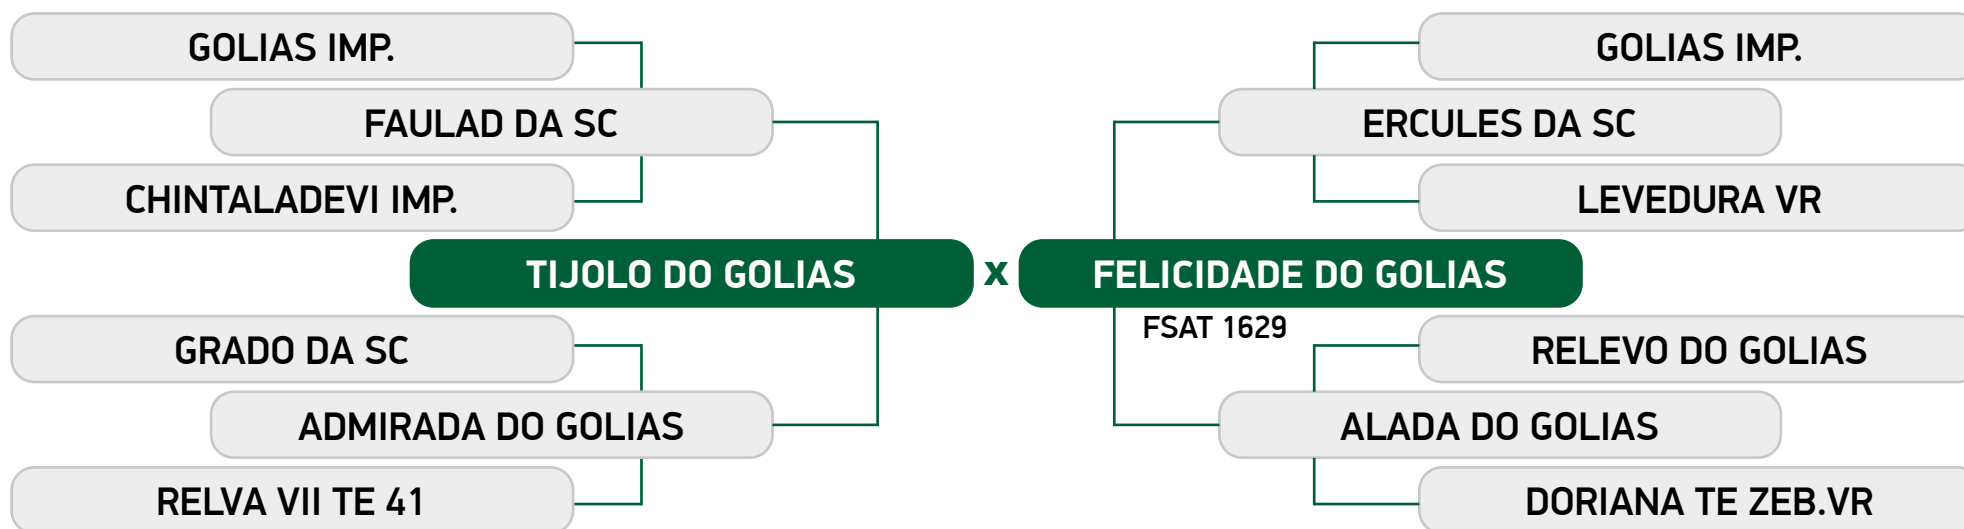 GOLIAS IMP.
GOLIAS IMP.
FAULAD DA SC
ERCULES DA SC
CHINTALADEVI IMP.
LEVEDURA VR
TIJOLO DO GOLIAS x FELICIDADE DO GOLIAS
FSAT 1629
GRADO DA SC
RELEVO DO GOLIAS
ADMIRADA DO GOLIAS
ALADA DO GOLIAS
RELVA VII TE 41
DORIANA TE ZEB.VR